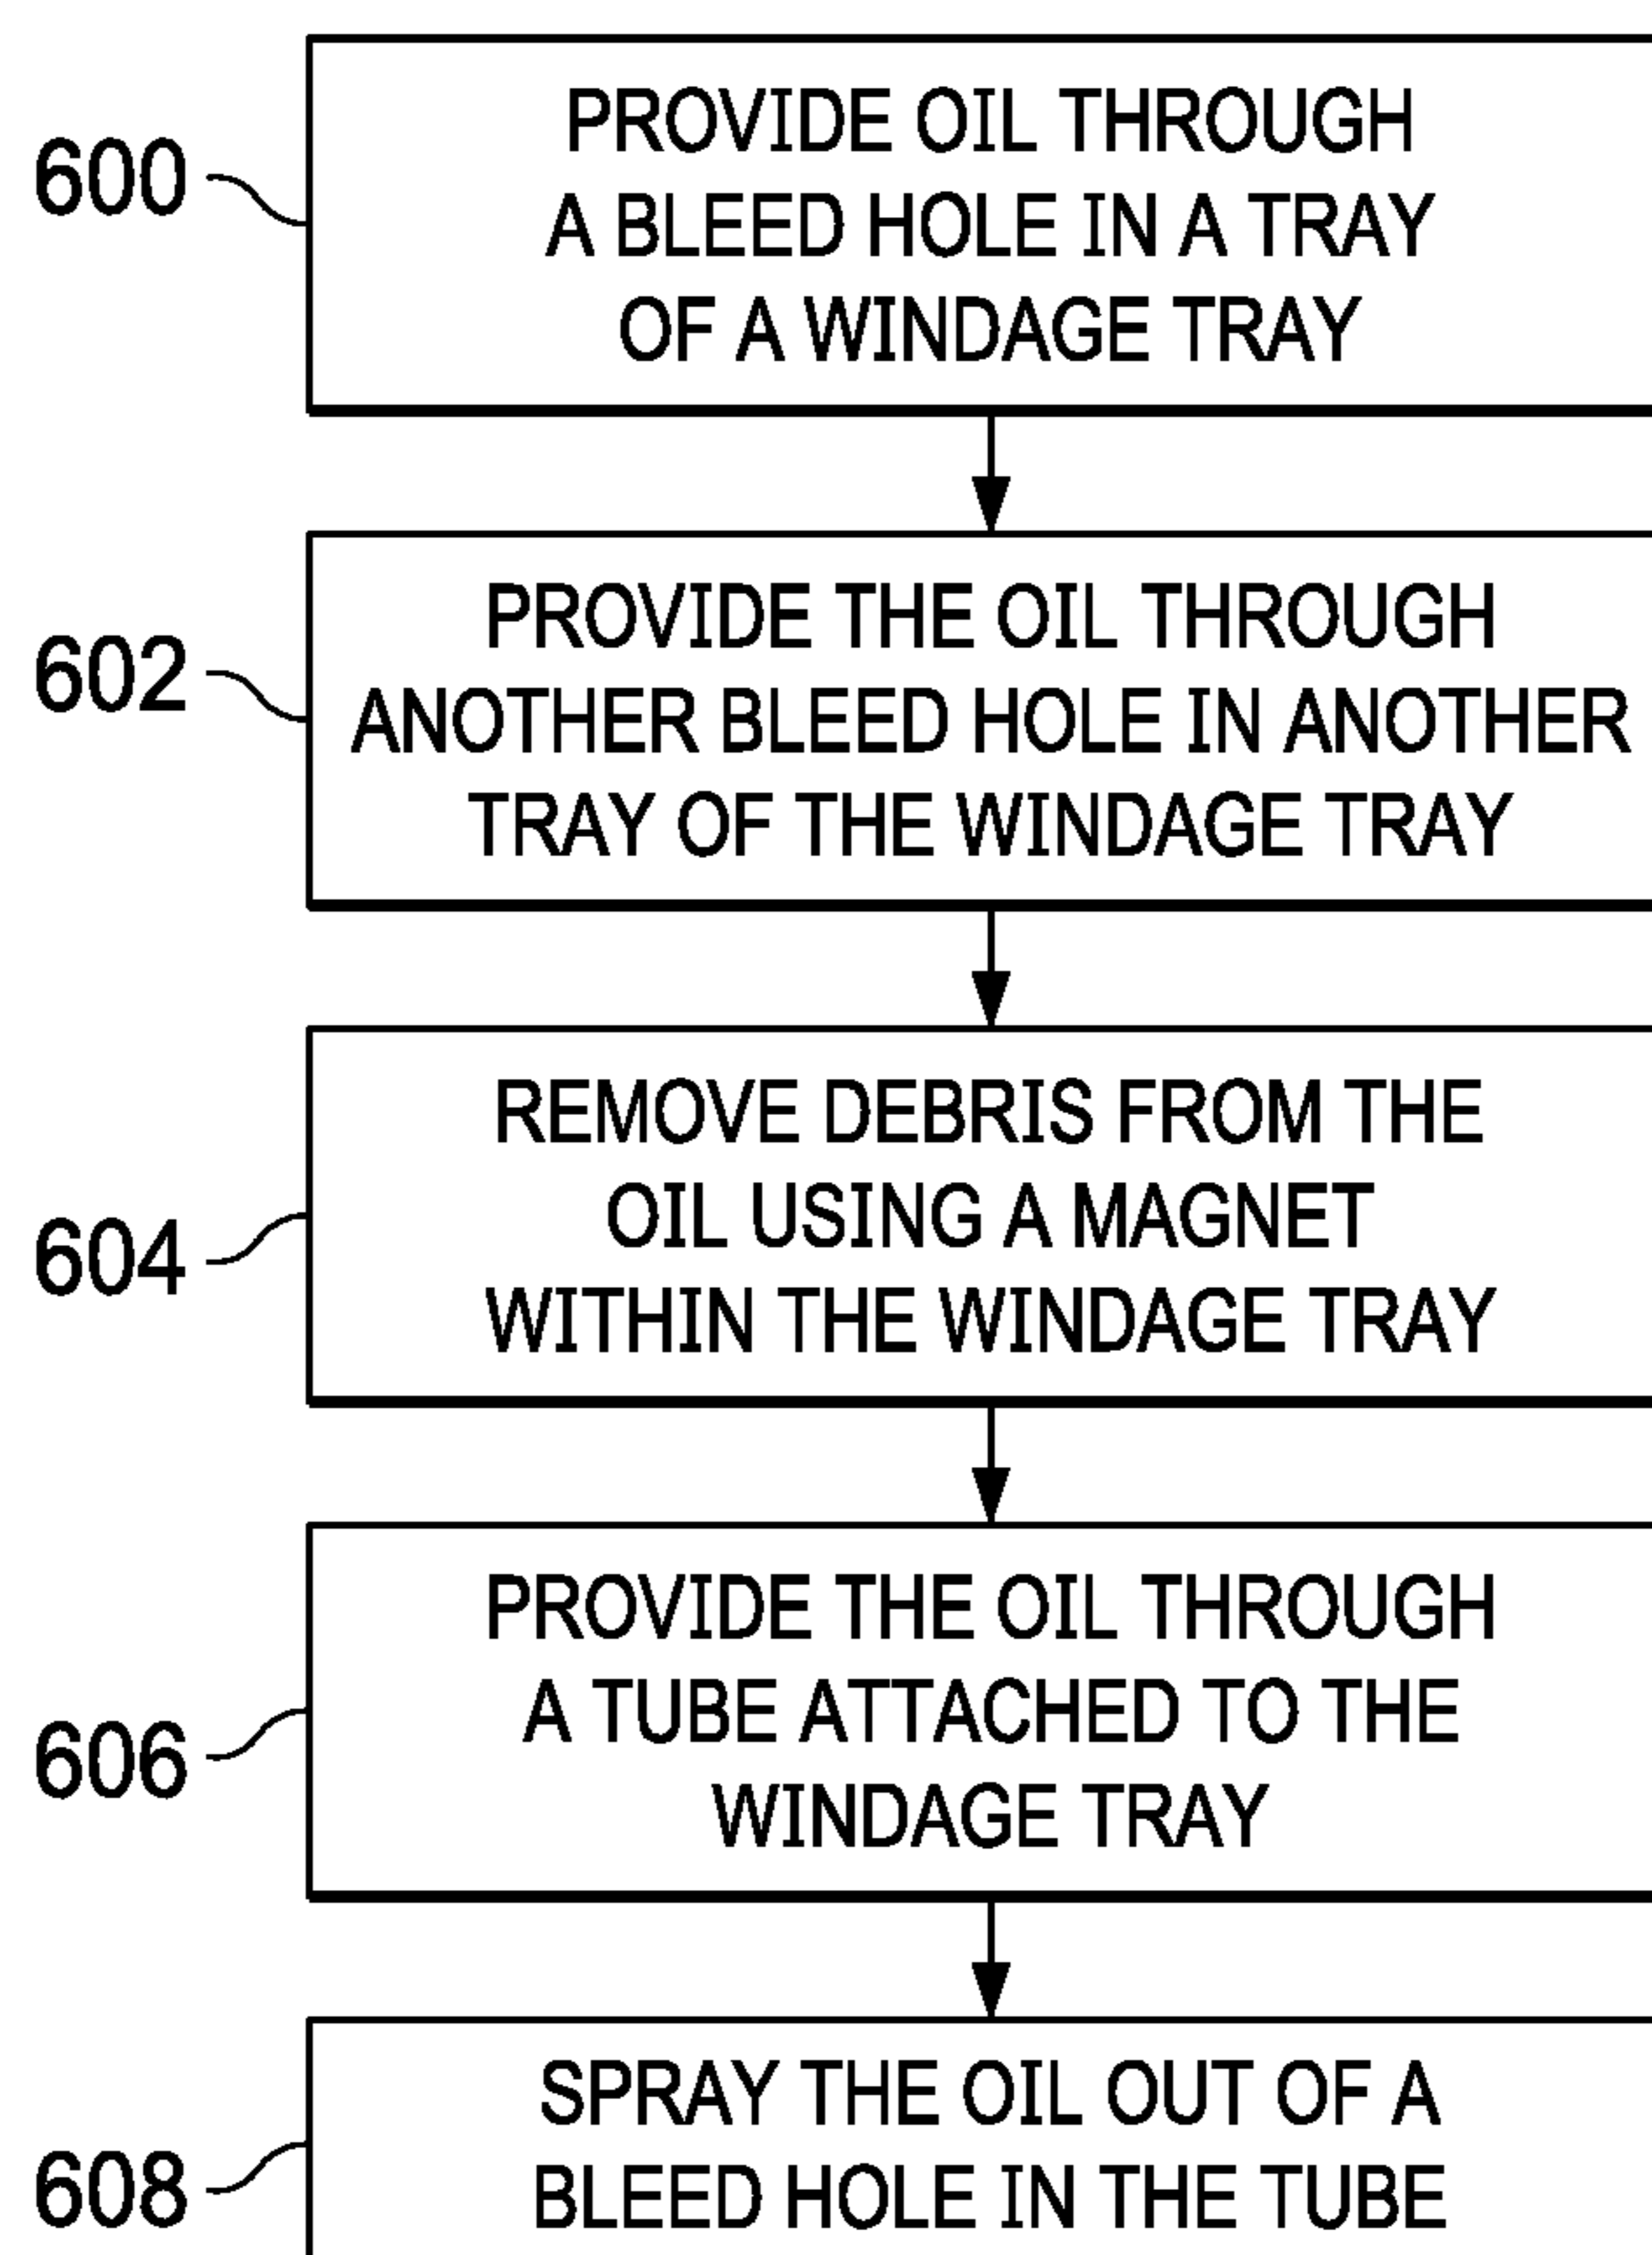 600
PROVIDE OIL THROUGH
A BLEED HOLE IN A TRAY
OF A WINDAGE TRAY
602
PROVIDE THE OIL THROUGH
ANOTHER BLEED HOLE IN ANOTHER
TRAY OF THE WINDAGE TRAY
604
REMOVE DEBRIS FROM THE
OIL USING A MAGNET
WITHIN THE WINDAGE TRAY
606
PROVIDE THE OIL THROUGH
A TUBE ATTACHED TO THE
WINDAGE TRAY
608
SPRAY THE OIL OUT OF A
BLEED HOLE IN THE TUBE